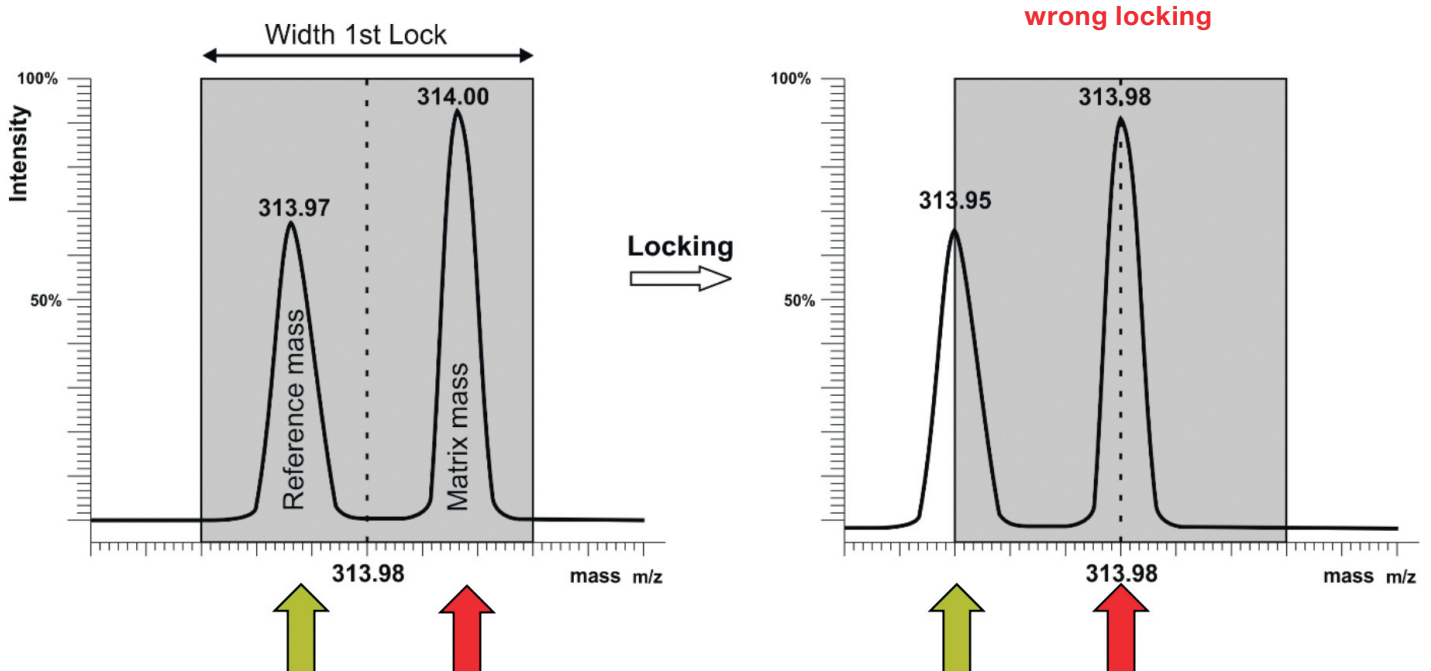 Width 1st Lock
100%
Intensity
314.00
313.97
50%
Reference mass
Matrix mass
313.98
mass m/z
Locking
wrong locking
100%
313.98
313.95
50%
313.98
mass m/z